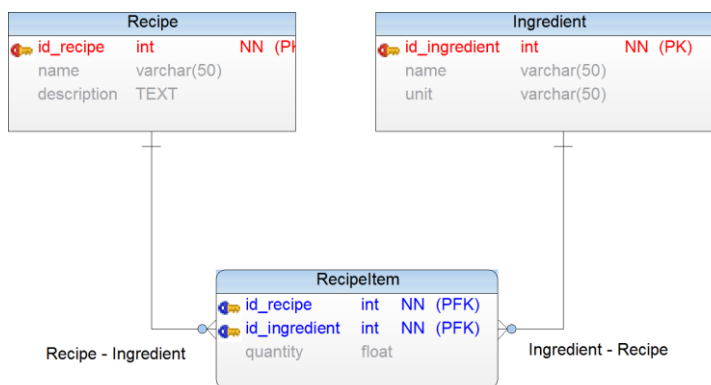 Recipe
id_recipe int NN (PK
name varchar(50)
description TEXT
Ingredient
id_ingredient int NN (PK)
name varchar(50)
unit varchar(50)
RecipeItem
id_recipe int NN (PFK)
id_ingredient int NN (PFK)
quantity float
Recipe - Ingredient
Ingredient - Recipe